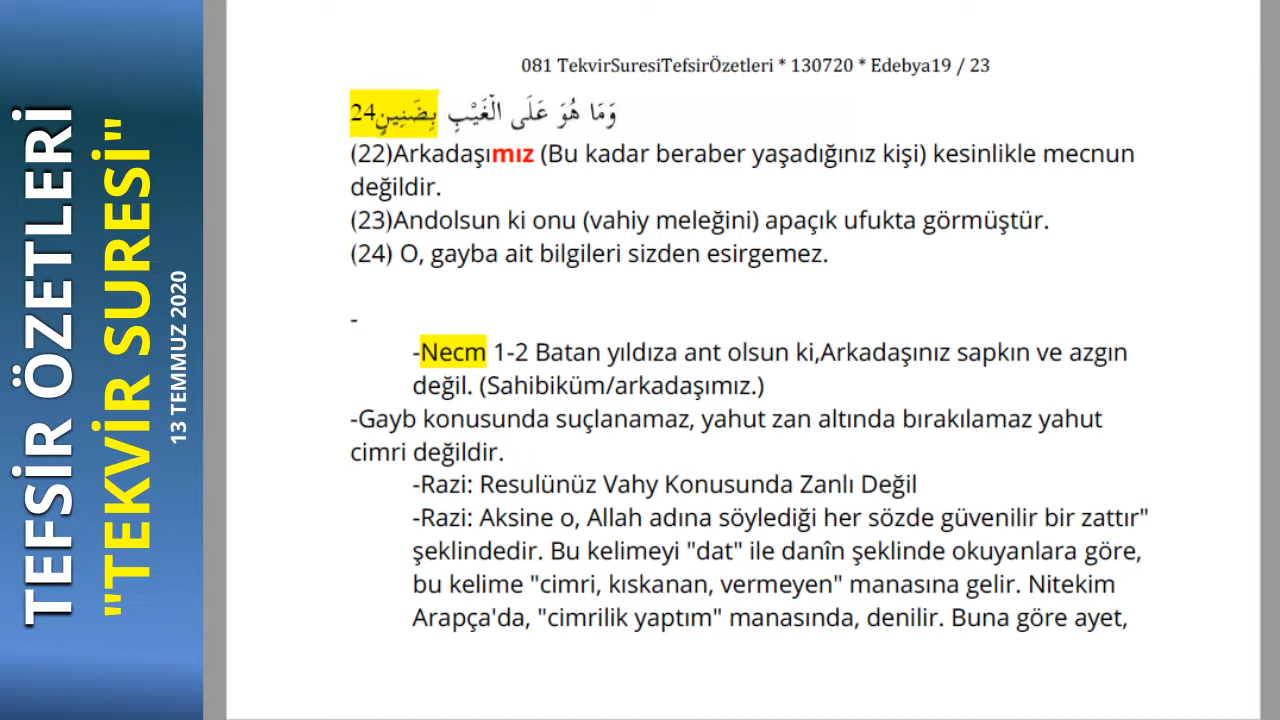 TEFSİR ÖZETLERİ
"TEKVİR SURESİ"
13 TEMMUZ 2020
081 TekvirSuresiTefsirÖzetleri * 130720 * Edebya19 / 23
وَمَا هُوَ عَلَى الْغَيْبِ بِضَنِينٍ24
(22)Arkadaşımız (Bu kadar beraber yaşadığınız kişi) kesinlikle mecnun
değildir.
(23)Andolsun ki onu (vahiy meleğini) apaçık ufukta görmüştür.
(24) O, gayba ait bilgileri sizden esirgemez.
-
-Necm 1-2 Batan yıldıza ant olsun ki,Arkadaşınız sapkın ve azgın
değil. (Sahibiküm/arkadaşımız.)
-Gayb konusunda suçlanamaz, yahut zan altında bırakılamaz yahut
cimri değildir.
-Razi: Resulünüz Vahy Konusunda Zanlı Değil
-Razi: Aksine o, Allah adına söylediği her sözde güvenilir bir zattır"
şeklindedir. Bu kelimeyi "dat" ile danîn şeklinde okuyanlara göre,
bu kelime "cimri, kıskanan, vermeyen" manasına gelir. Nitekim
Arapça'da, "cimrilik yaptım" manasında, denilir. Buna göre ayet,